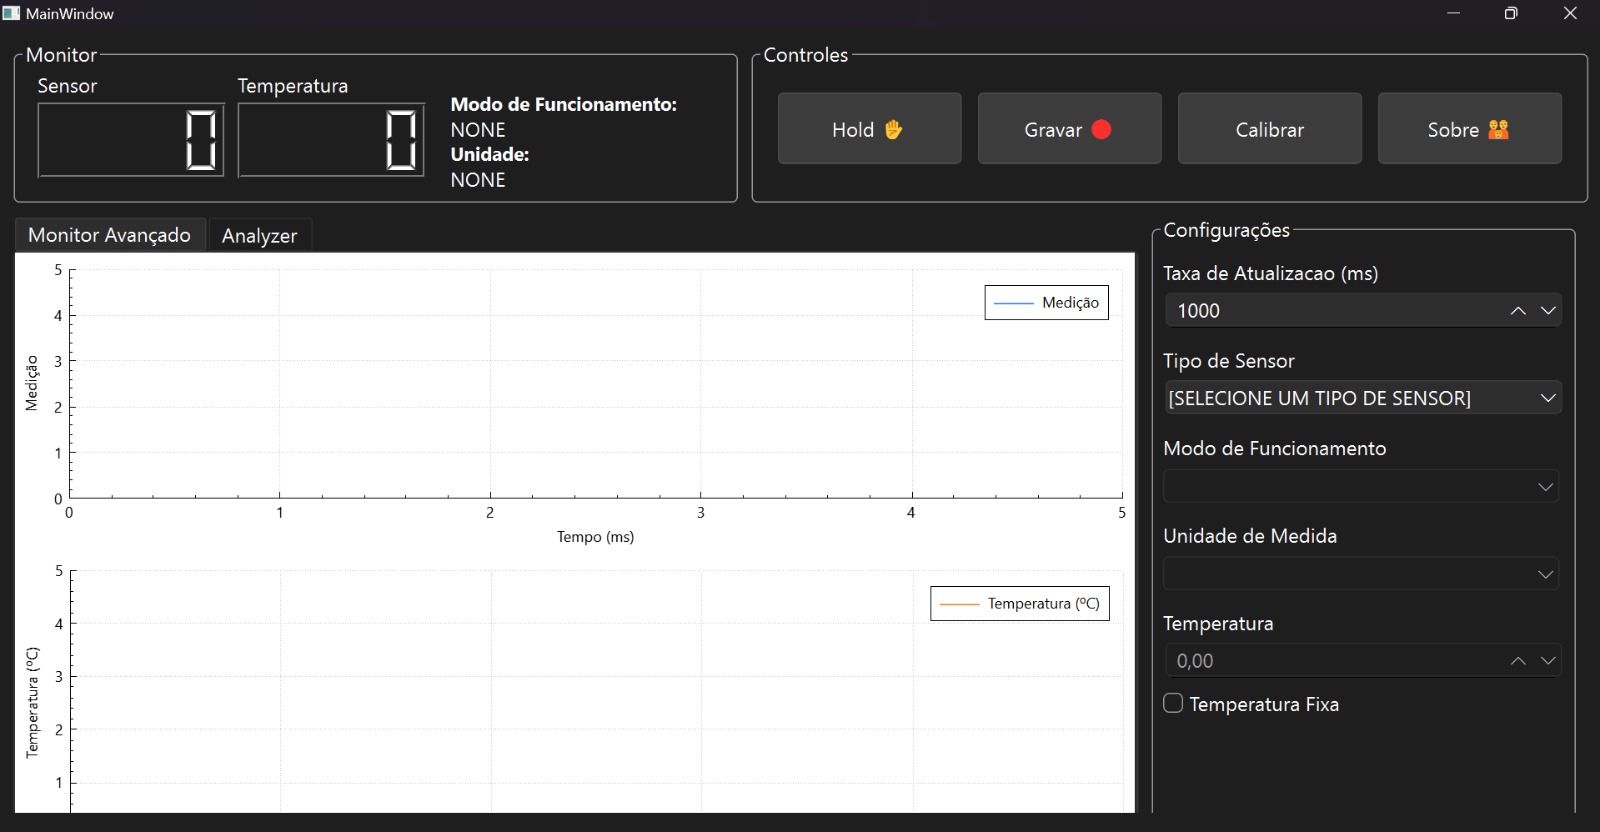 MainWindow
Monitor
Sensor
Temperatura
0
0
Modo de Funcionamento:
NONE
Unidade:
NONE
Controles
Hold ✋
Gravar 🔴
Calibrar
Sobre
Monitor Avançado
Analyzer
5
4
3
2
1
0
Medição
Medição
0 1 2 3 4 5
Tempo (ms)
5
4
3
2
1
Temperatura (ºC)
Temperatura (ºC)
Configurações
Taxa de Atualizacao (ms)
1000
Tipo de Sensor
[SELECIONE UM TIPO DE SENSOR]
Modo de Funcionamento
Unidade de Medida
Temperatura
0,00
Temperatura Fixa